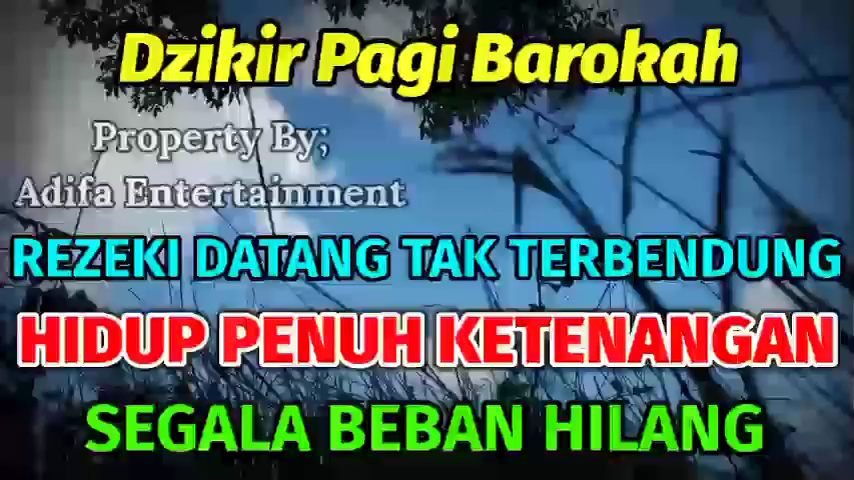 Dzikir Pagi Barokah
Property By;
Adifa Entertainment
REZEKI DATANG TAK TERBENDUNG
HIDUP PENUH KETENANGAN
SEGALA BEBAN HILANG